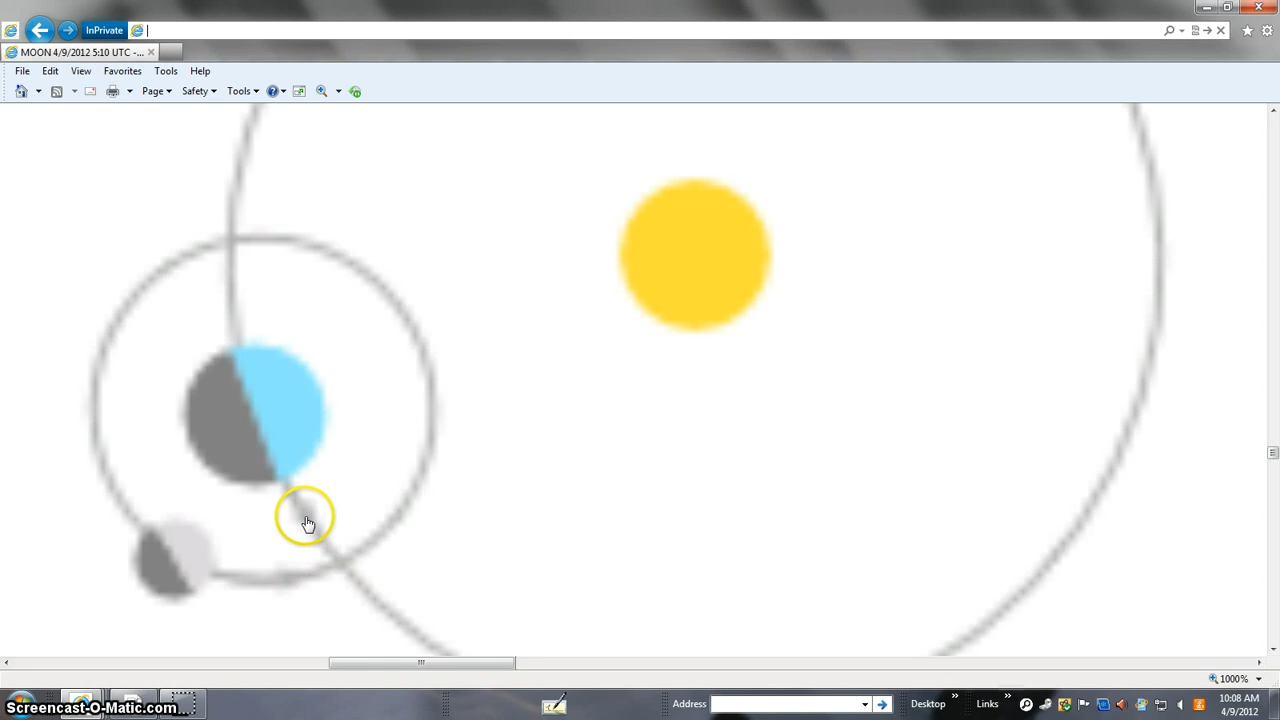 InPrivate
MOON 4/9/2012 5:10 UTC -...
File Edit View Favorites Tools Help
Page Safety Tools
1000%
Screencast-O-Matic.com
Address Desktop Links 10:08 AM
4/9/2012